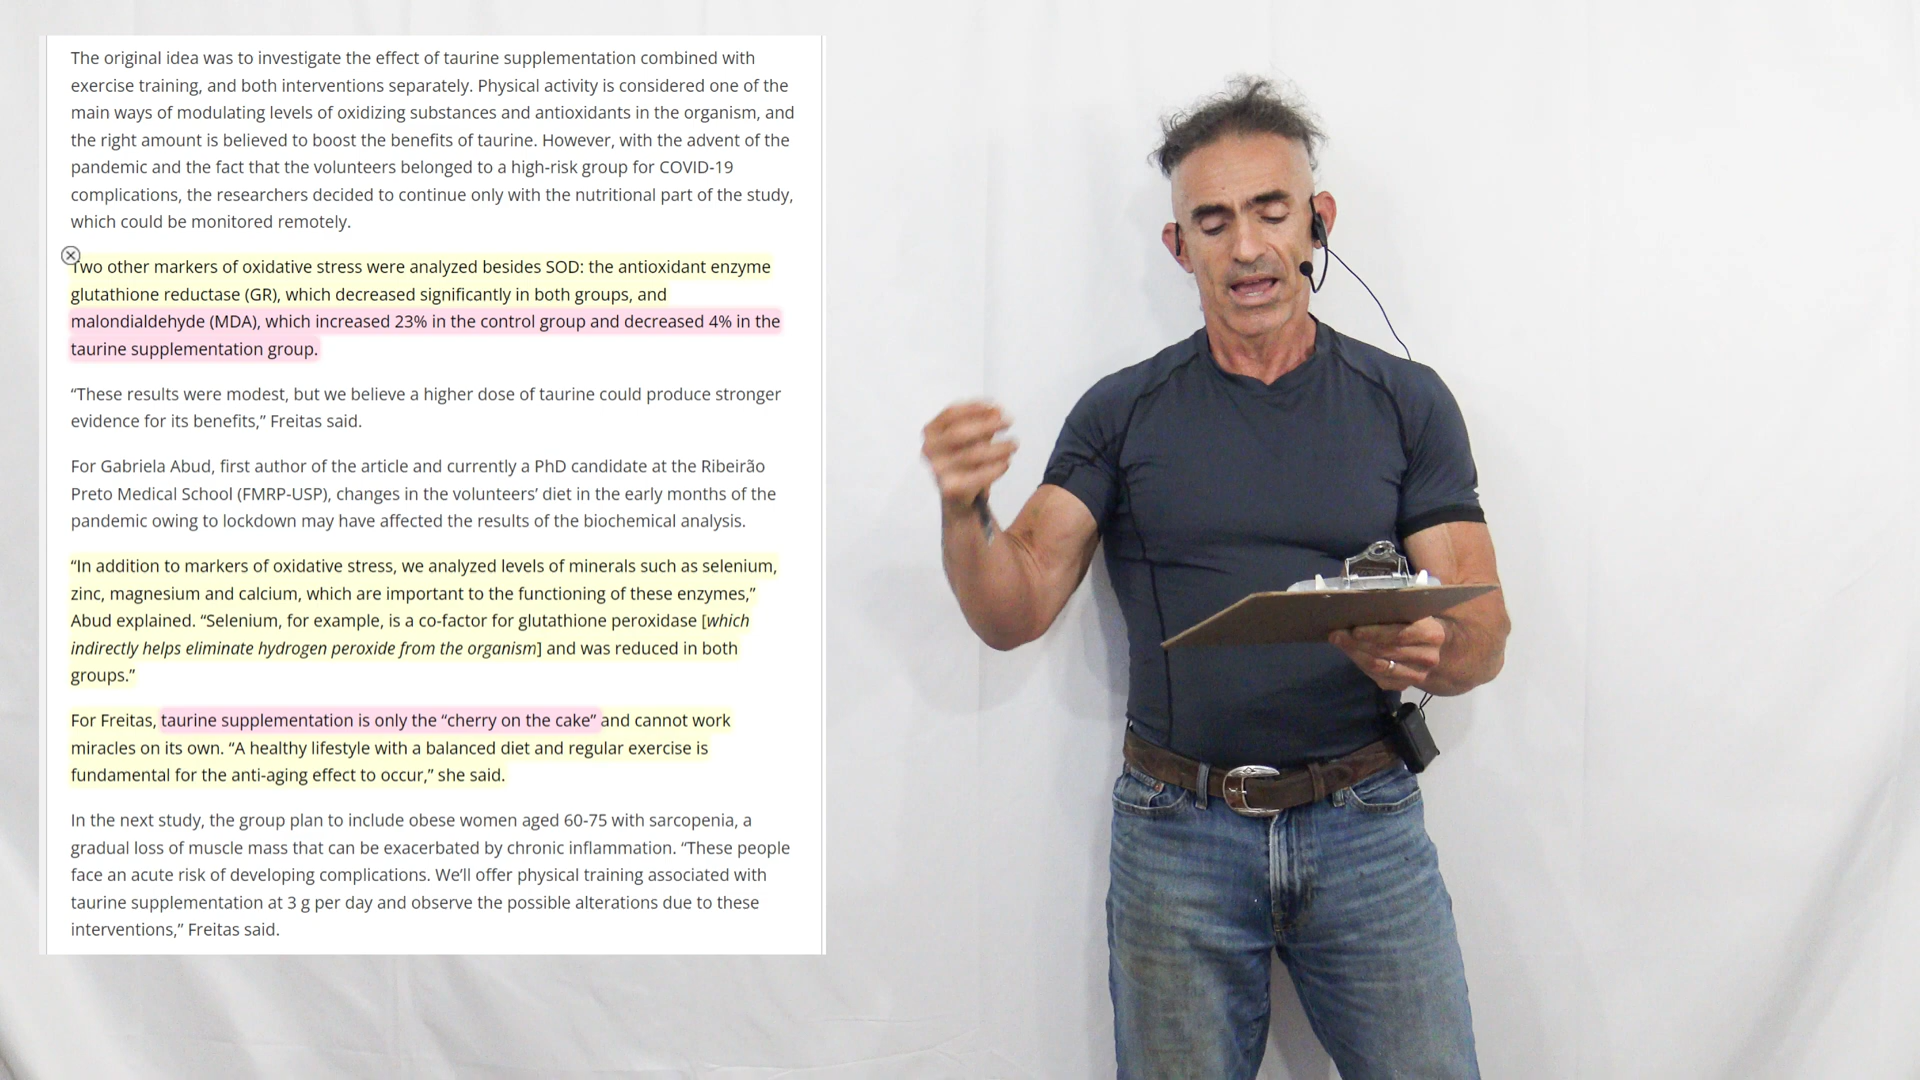 The original idea was to investigate the effect of taurine supplementation combined with
exercise training, and both interventions separately. Physical activity is considered one of the
main ways of modulating levels of oxidizing substances and antioxidants in the organism, and
the right amount is believed to boost the benefits of taurine. However, with the advent of the
pandemic and the fact that the volunteers belonged to a high-risk group for COVID-19
complications, the researchers decided to continue only with the nutritional part of the study,
which could be monitored remotely.
Two other markers of oxidative stress were analyzed besides SOD: the antioxidant enzyme
glutathione reductase (GR), which decreased significantly in both groups, and
malondialdehyde (MDA), which increased 23% in the control group and decreased 4% in the
taurine supplementation group.
“These results were modest, but we believe a higher dose of taurine could produce stronger
evidence for its benefits,” Freitas said.
For Gabriela Abud, first author of the article and currently a PhD candidate at the Ribeirão
Preto Medical School (FMRP-USP), changes in the volunteers’ diet in the early months of the
pandemic owing to lockdown may have affected the results of the biochemical analysis.
“In addition to markers of oxidative stress, we analyzed levels of minerals such as selenium,
zinc, magnesium and calcium, which are important to the functioning of these enzymes,”
Abud explained. “Selenium, for example, is a co-factor for glutathione peroxidase [which
indirectly helps eliminate hydrogen peroxide from the organism] and was reduced in both
groups.”
For Freitas, taurine supplementation is only the “cherry on the cake” and cannot work
miracles on its own. “A healthy lifestyle with a balanced diet and regular exercise is
fundamental for the anti-aging effect to occur,” she said.
In the next study, the group plan to include obese women aged 60-75 with sarcopenia, a
gradual loss of muscle mass that can be exacerbated by chronic inflammation. “These people
face an acute risk of developing complications. We’ll offer physical training associated with
taurine supplementation at 3 g per day and observe the possible alterations due to these
interventions,” Freitas said.